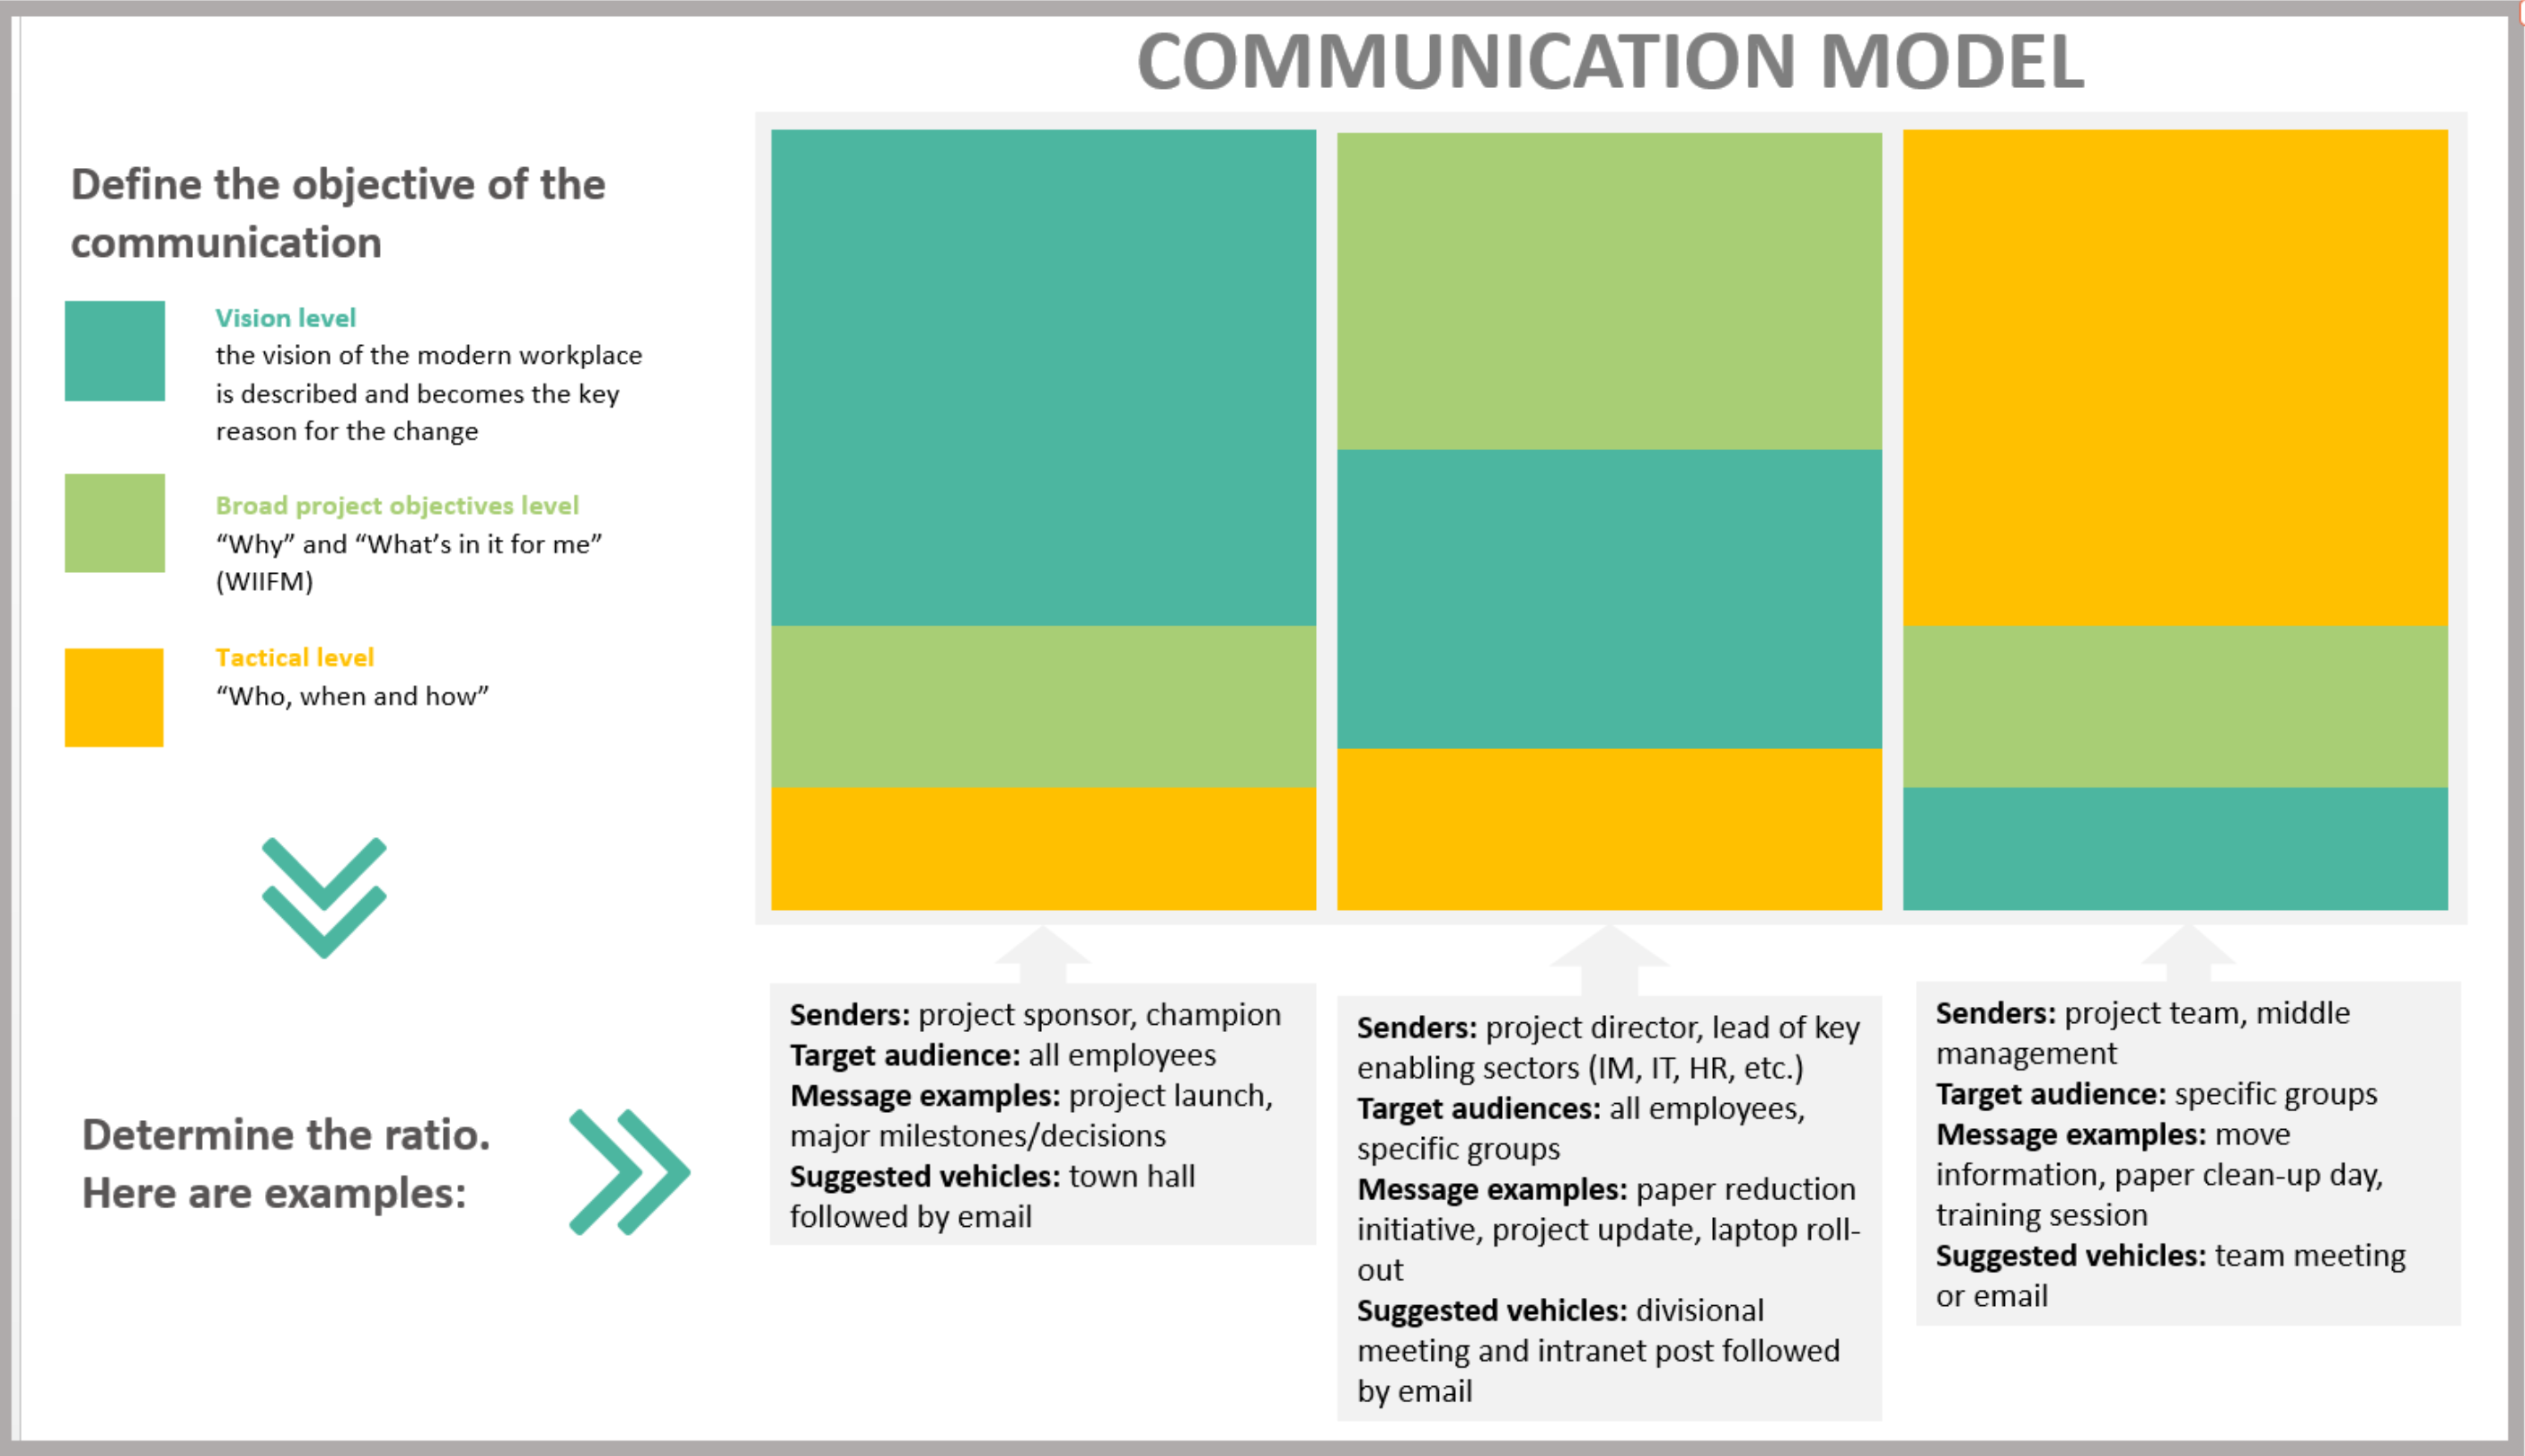 COMMUNICATION MODEL
Define the objective of the
communication
Vision level
the vision of the modern workplace
is described and becomes the key
reason for the change
Broad project objectives level
“Why” and “What’s in it for me”
(WIIFM)
Tactical level
“Who, when and how”
Determine the ratio.
Here are examples:
Senders: project sponsor, champion
Target audience: all employees
Message examples: project launch,
major milestones/decisions
Suggested vehicles: town hall
followed by email
Senders: project director, lead of key
enabling sectors (IM, IT, HR, etc.)
Target audiences: all employees,
specific groups
Message examples: paper reduction
initiative, project update, laptop roll-
out
Suggested vehicles: divisional
meeting and intranet post followed
by email
Senders: project team, middle
management
Target audience: specific groups
Message examples: move
information, paper clean-up day,
training session
Suggested vehicles: team meeting
or email